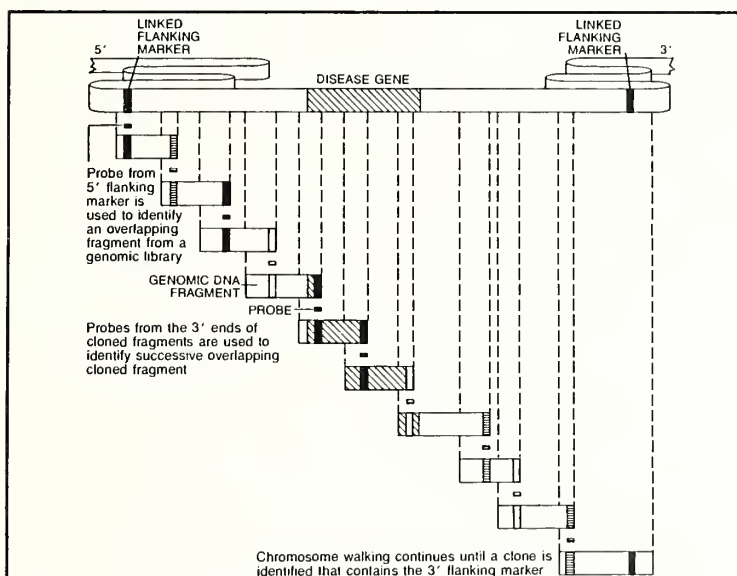 LINKED
FLANKING
MARKER
5'
LINKED
FLANKING
MARKER
3'
DISEASE GENE
Probe from
5' flanking
marker is
used to identify
an overlapping
fragment from a
genomic library
GENOMIC DNA
FRAGMENT
PROBE
Probes from the 3' ends of
cloned fragments are used to
identify successive overlapping
cloned fragment
Chromosome walking continues until a clone is
identified that contains the 3' flanking marker